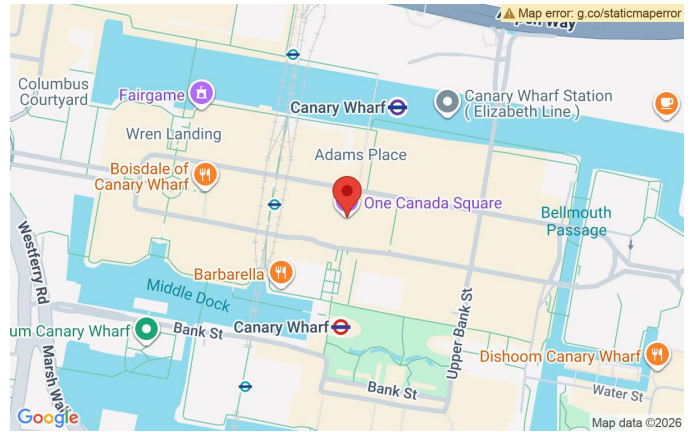 Map error: g.co/staticmaperror
Way
Columbus
Courtyard
Fairgame
Canary Wharf
Canary Wharf Station
( Elizabeth Line )
Wren Landing
Adams Place
Boisdale of
Canary Wharf
One Canada Square
Bellmouth
Passage
Westferry Rd
Barbarella
Middle Dock
um Canary Wharf
Bank St
Canary Wharf
Upper Bank St
Dishoom Canary Wharf
Marsh Wall
Bank St
Water St
Google
Map data ©2026